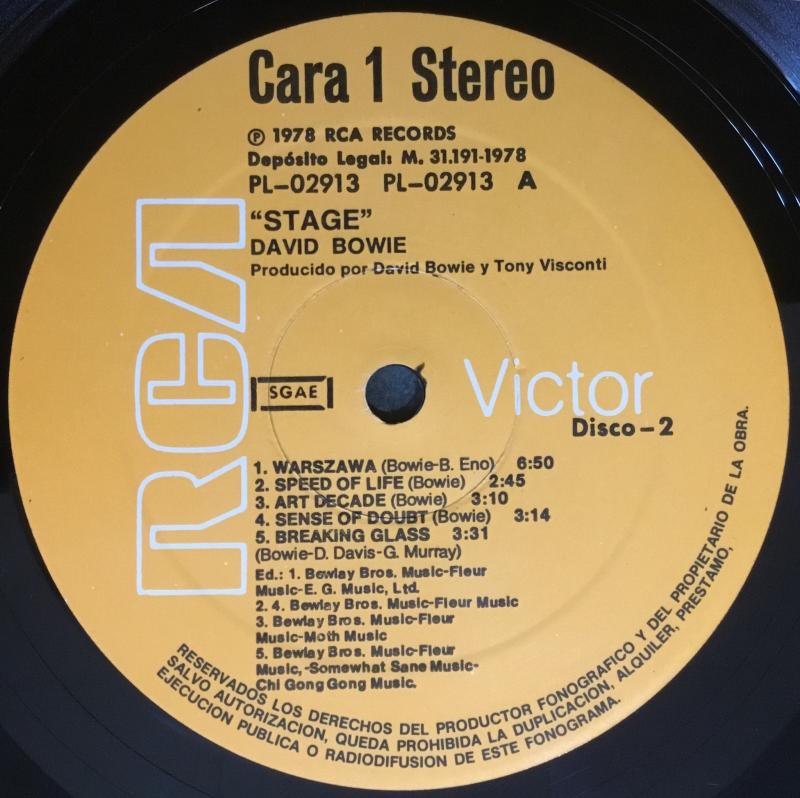 Cara 1 Stereo
℗ 1978 RCA RECORDS
Depósito Legal: M. 31.191-1978
PL-02913 PL-02913 A
"STAGE"
DAVID BOWIE
Producido por David Bowie y Tony Visconti
RCA
SGAE
Victor
Disco-2
1. WARSZAWA (Bowie-B. Eno) 6:50
2. SPEED OF LIFE (Bowie) 2:45
3. ART DECADE (Bowie) 3:10
4. SENSE OF DOUBT (Bowie) 3:14
5. BREAKING GLASS 3:31
(Bowie-D. Davis-G. Murray)
Ed.: 1. Bewlay Bros. Music-Fleur
Music-E. G. Music, Ltd.
2. 4. Bewlay Bros. Music-Fleur Music
3. Bewlay Bros. Music-Fleur
Music-Moth Music
5. Bewlay Bros. Music-Fleur
Music,-Somewhat Sane Music-
Chi Gong Gong Music.
RESERVADOS LOS DERECHOS DEL PRODUCTOR FONOGRAFICO Y DEL PROPIETARIO DE LA OBRA.
SALVO AUTORIZACION, QUEDA PROHIBIDA LA DUPLICACION, ALQUILER, PRESTAMO,
EJECUCION PUBLICA O RADIODIFUSION DE ESTE FONOGRAMA.